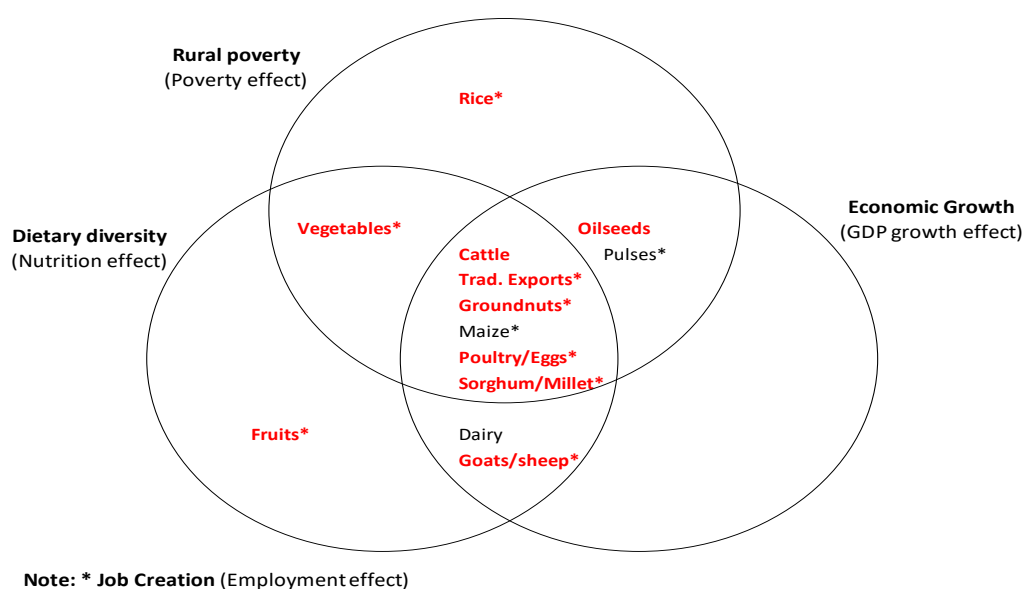 Rural poverty
(Poverty effect)
Rice*
Vegetables*
Oilseeds
Pulses*
Economic Growth
(GDP growth effect)
Dietary diversity
(Nutrition effect)
Cattle
Trad. Exports*
Groundnuts*
Maize*
Poultry/Eggs*
Sorghum/Millet*
Fruits*
Dairy
Goats/sheep*
Note: * Job Creation (Employment effect)